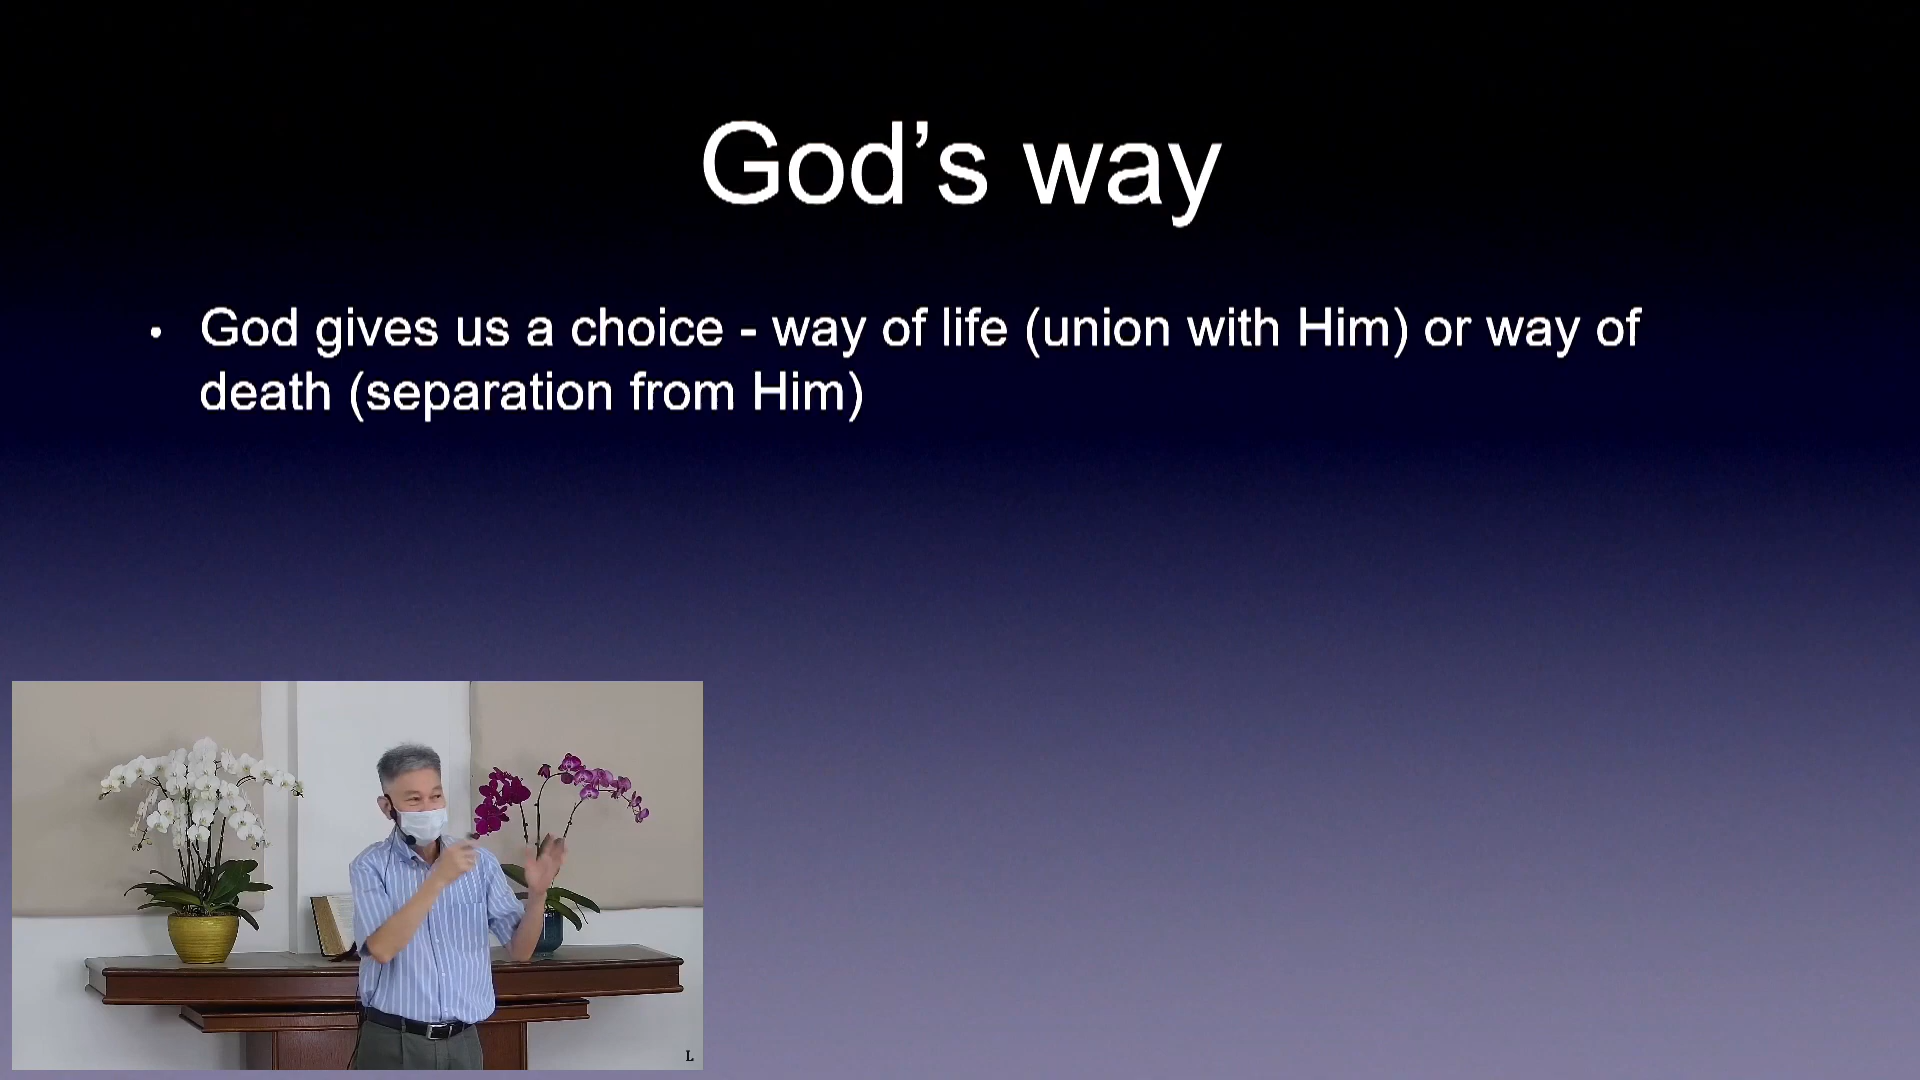 God’s way
• God gives us a choice - way of life (union with Him) or way of
death (separation from Him)
L